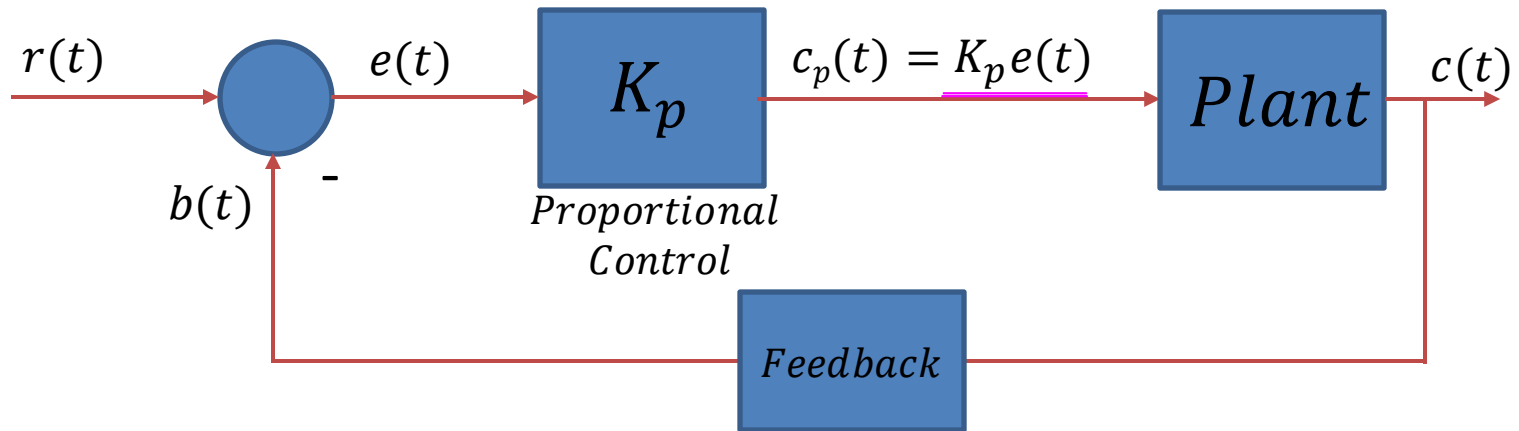 r(t)
e(t)
K_p
c_p(t) = K_p e(t)
Plant
c(t)
b(t)
-
Proportional
Control
Feedback